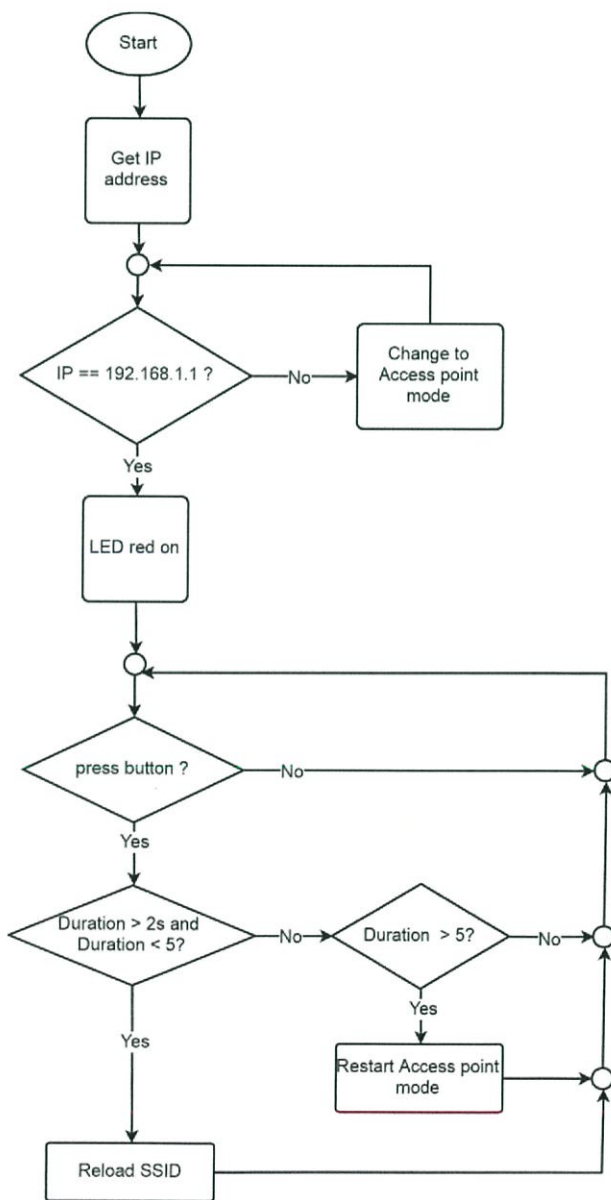 Start
Get IP
address
IP == 192.168.1.1 ?
No
Change to
Access point
mode
Yes
LED red on
press button ?
No
Yes
Duration > 2s and
Duration < 5?
No
Duration > 5?
No
Yes
Yes
Restart Access point
mode
Reload SSID